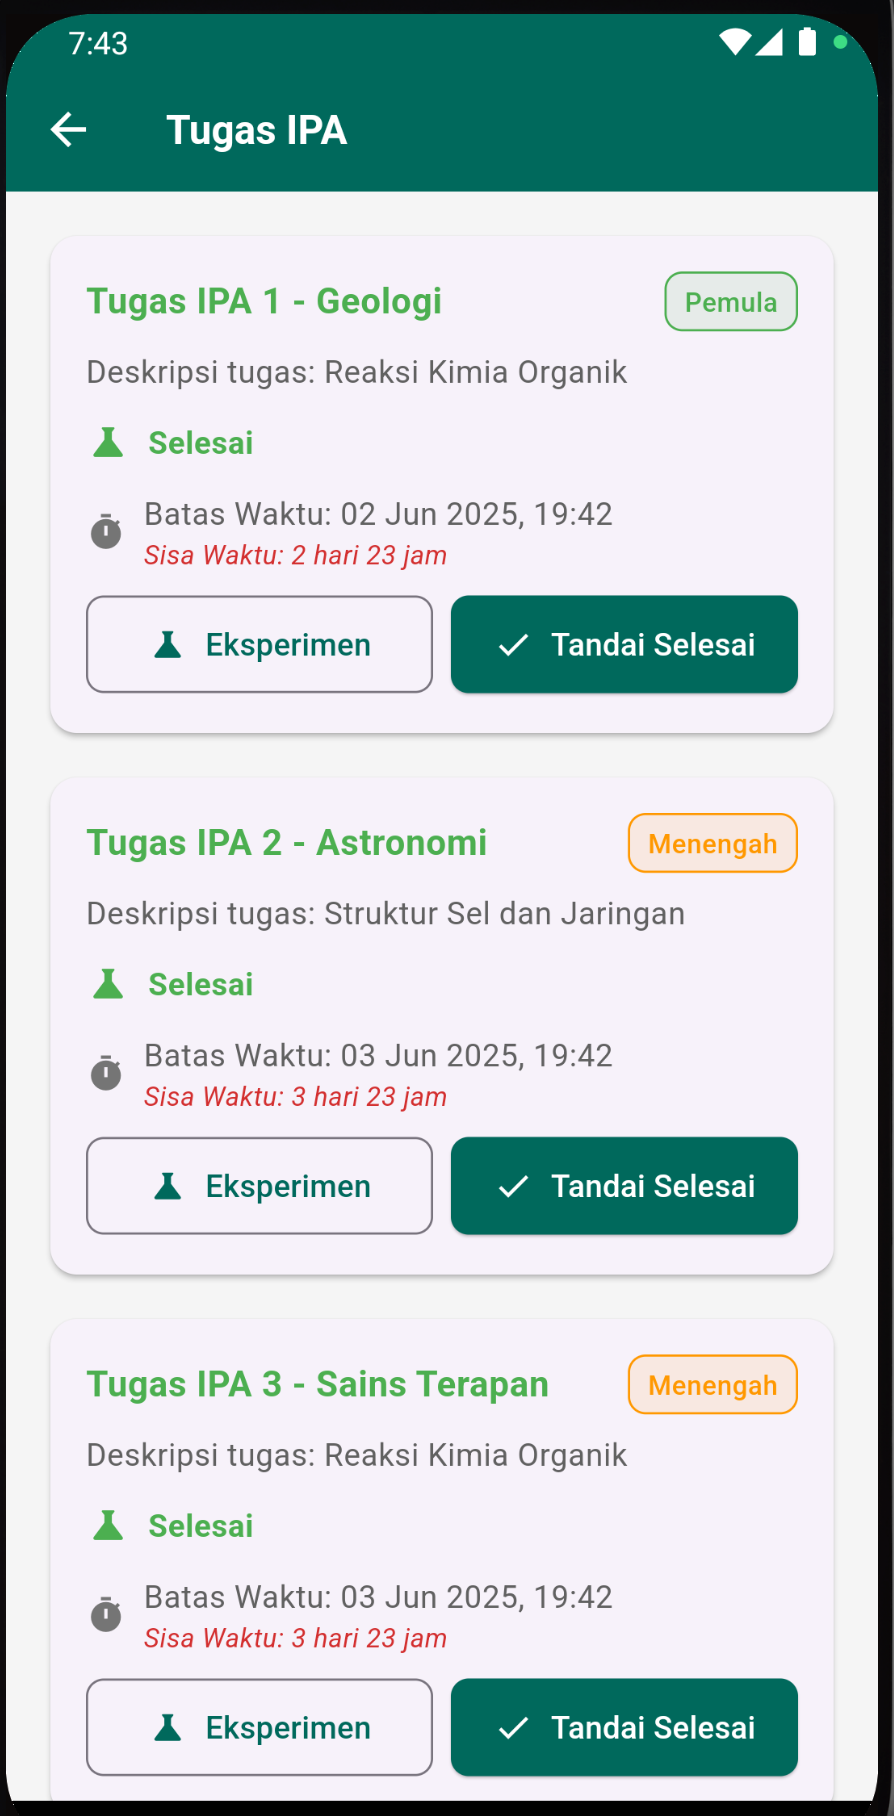 7:43
Tugas IPA
Tugas IPA 1 - Geologi
Pemula
Deskripsi tugas: Reaksi Kimia Organik
Selesai
Batas Waktu: 02 Jun 2025, 19:42
Sisa Waktu: 2 hari 23 jam
Eksperimen
Tandai Selesai
Tugas IPA 2 - Astronomi
Menengah
Deskripsi tugas: Struktur Sel dan Jaringan
Selesai
Batas Waktu: 03 Jun 2025, 19:42
Sisa Waktu: 3 hari 23 jam
Eksperimen
Tandai Selesai
Tugas IPA 3 - Sains Terapan
Menengah
Deskripsi tugas: Reaksi Kimia Organik
Selesai
Batas Waktu: 03 Jun 2025, 19:42
Sisa Waktu: 3 hari 23 jam
Eksperimen
Tandai Selesai